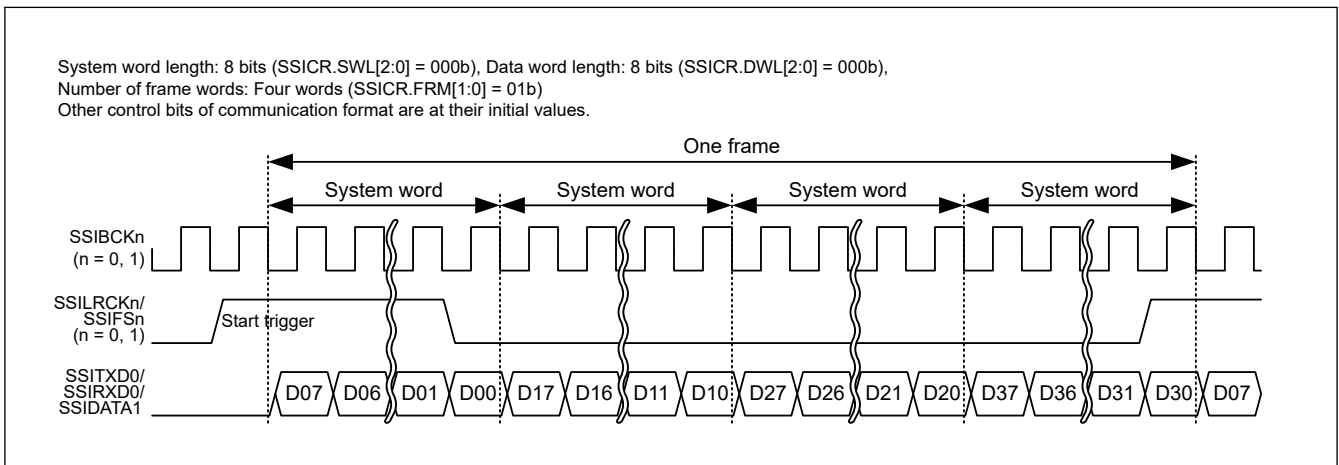 System word length: 8 bits (SSICR.SWL[2:0] = 000b), Data word length: 8 bits (SSICR.DWL[2:0] = 000b),
Number of frame words: Four words (SSICR.FRM[1:0] = 01b)
Other control bits of communication format are at their initial values.
One frame
System word System word System word System word
SSIBCKn
(n = 0, 1)
SSILRCKn/
SSIFSn
(n = 0, 1)
Start trigger
SSITXD0/
SSIRXD0/
SSIDATA1
D07 D06 D01 D00 D17 D16 D11 D10 D27 D26 D21 D20 D37 D36 D31 D30 D07